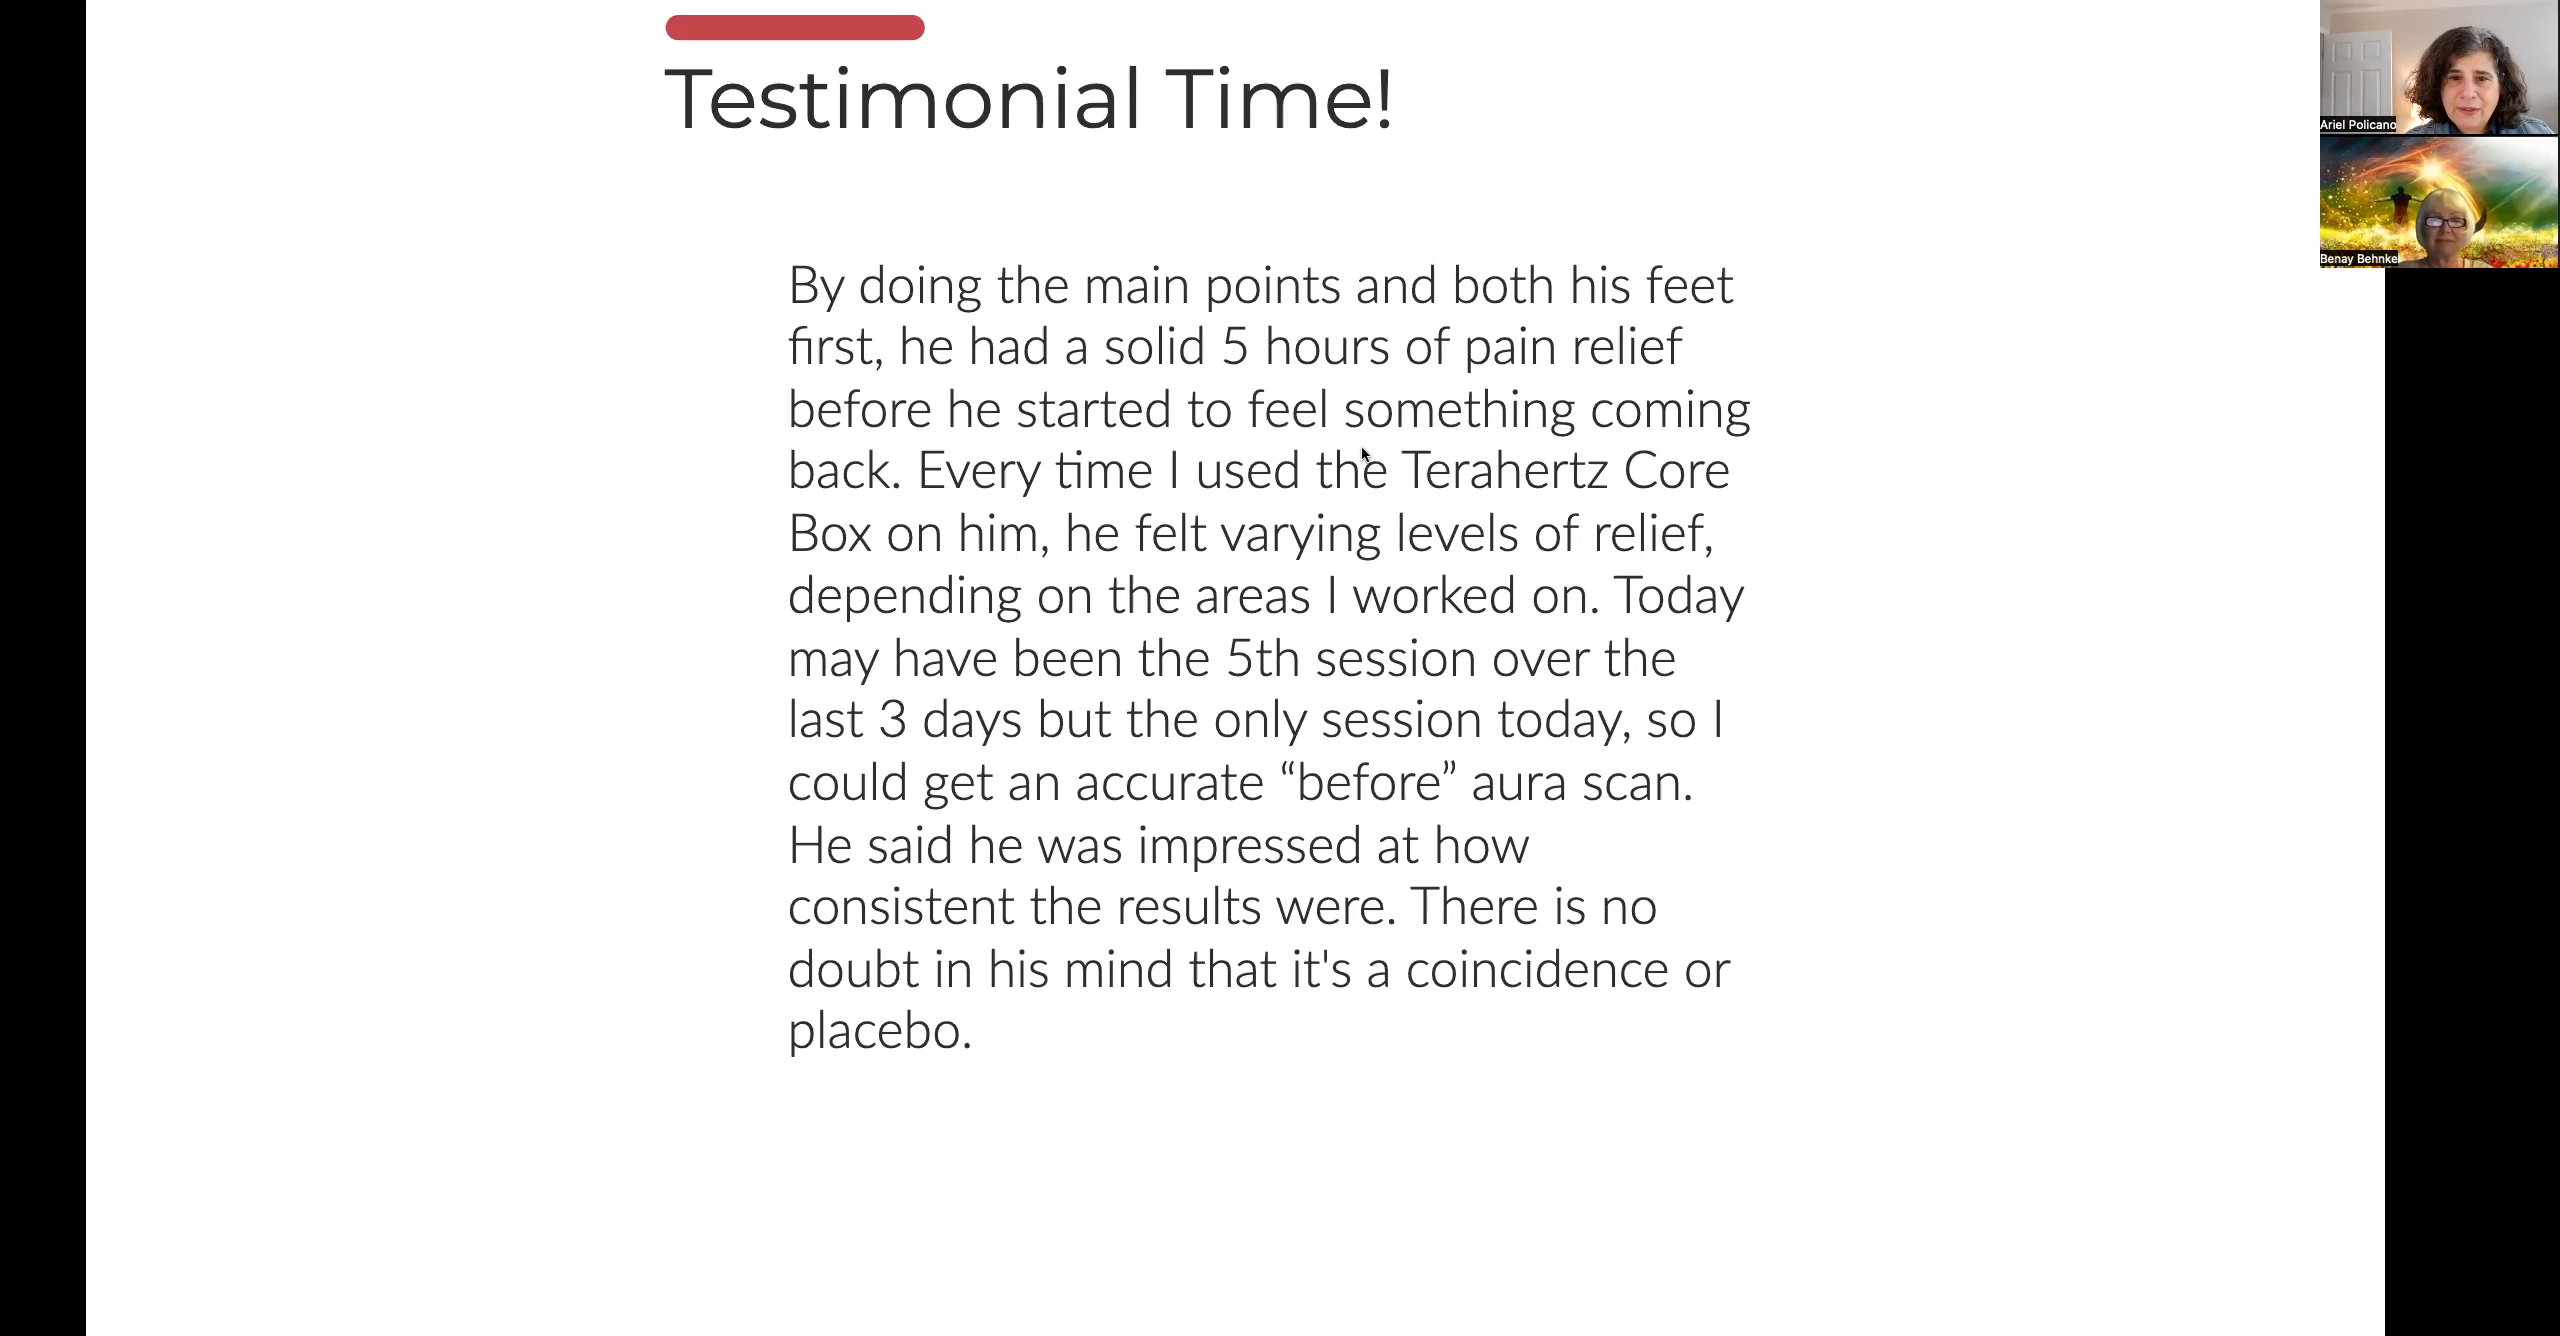 Testimonial Time!
By doing the main points and both his feet
first, he had a solid 5 hours of pain relief
before he started to feel something coming
back. Every time I used the Terahertz Core
Box on him, he felt varying levels of relief,
depending on the areas I worked on. Today
may have been the 5th session over the
last 3 days but the only session today, so I
could get an accurate “before” aura scan.
He said he was impressed at how
consistent the results were. There is no
doubt in his mind that it's a coincidence or
placebo.
Ariel Policano
Benay Behnke